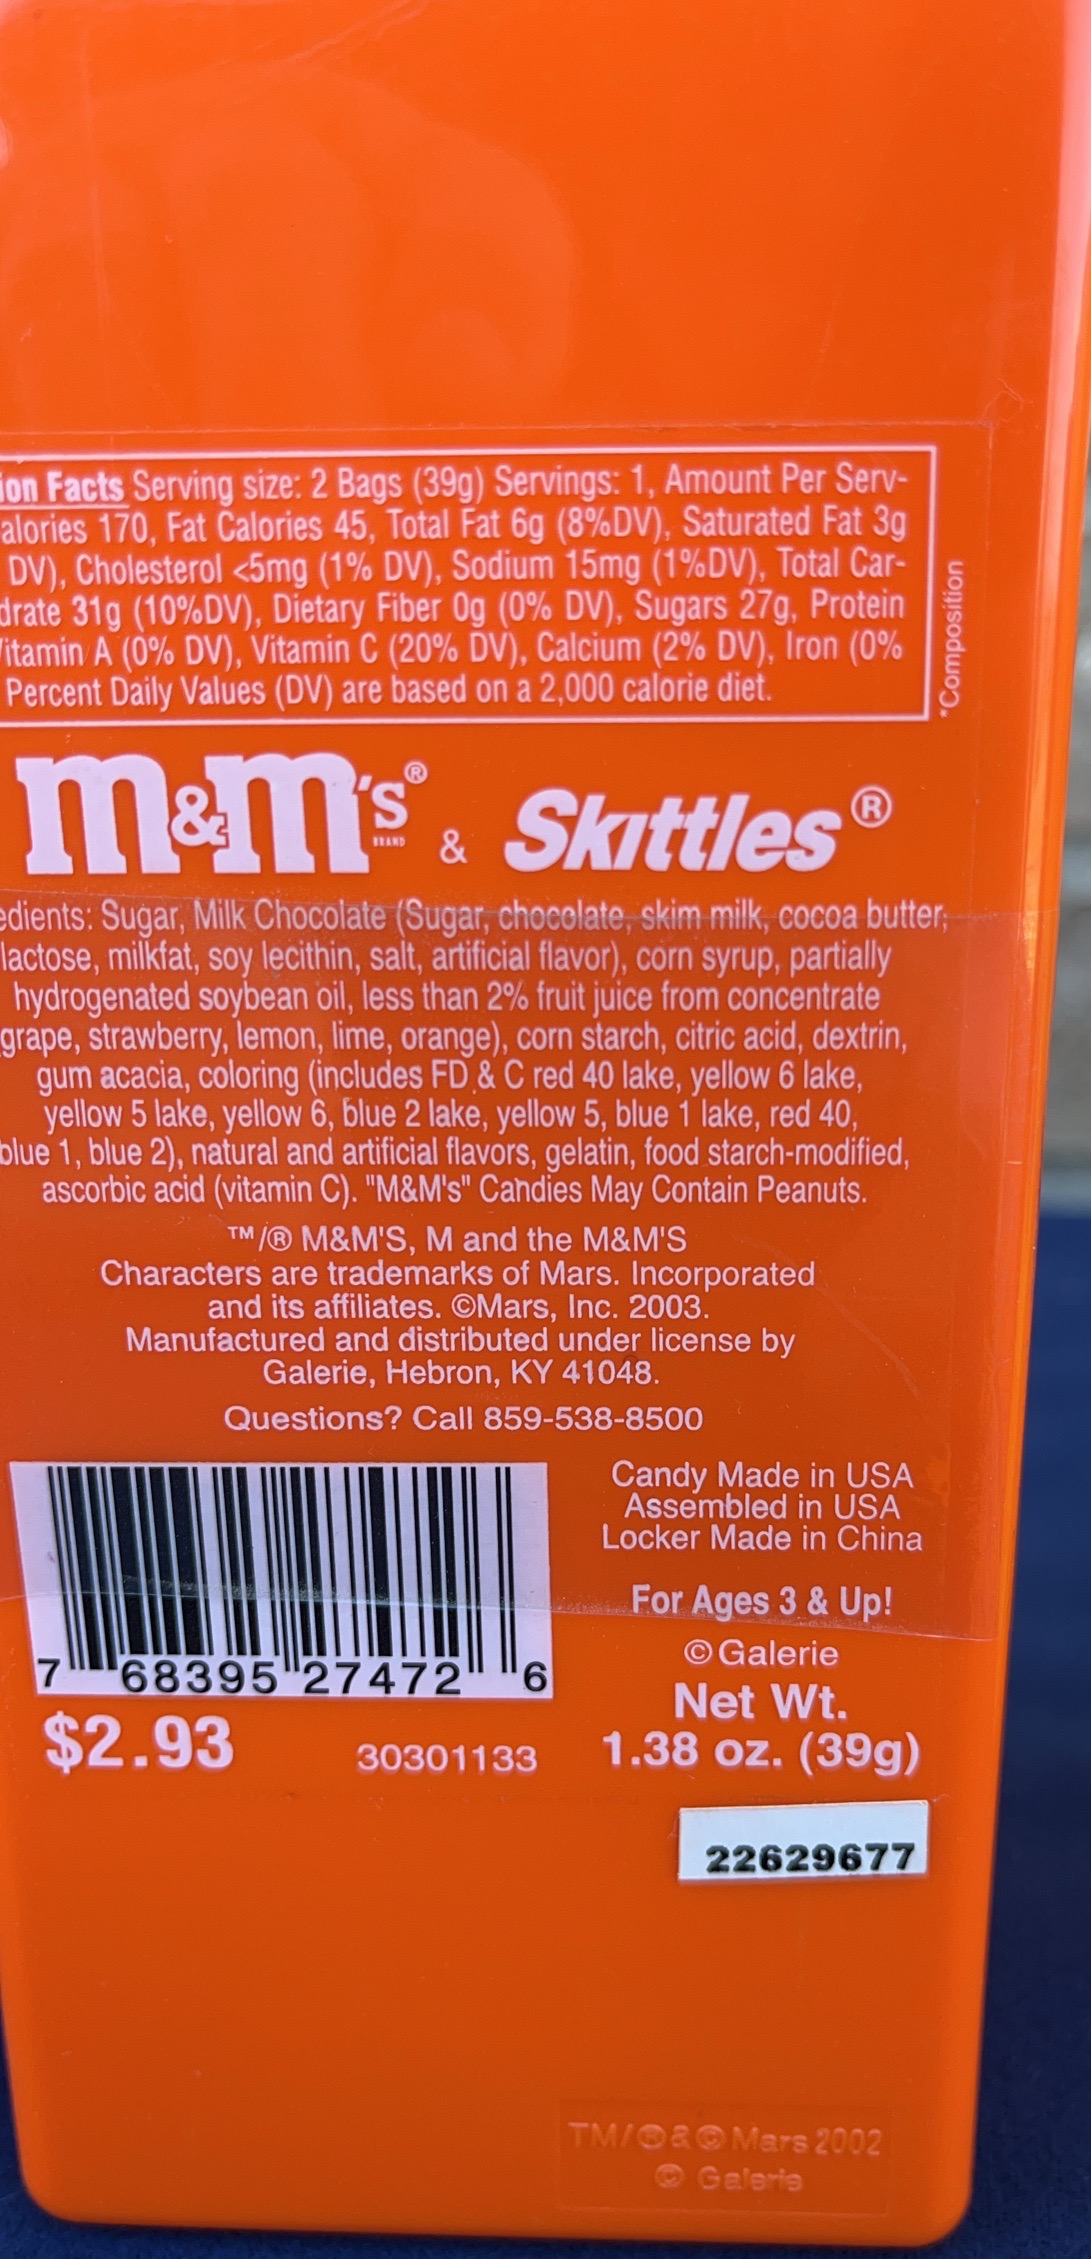 ion Facts Serving size: 2 Bags (39g) Servings: 1, Amount Per Serv-
alories 170, Fat Calories 45, Total Fat 6g (8%DV), Saturated Fat 3g
DV), Cholesterol <5mg (1% DV), Sodium 15mg (1%DV), Total Car-
drate 31g (10%DV), Dietary Fiber 0g (0% DV), Sugars 27g, Protein
Vitamin A (0% DV), Vitamin C (20% DV), Calcium (2% DV), Iron (0%
Percent Daily Values (DV) are based on a 2,000 calorie diet.
*Composition
m&m's® BRAND & Skittles®
edients: Sugar, Milk Chocolate (Sugar, chocolate, skim milk, cocoa butter,
lactose, milkfat, soy lecithin, salt, artificial flavor), corn syrup, partially
hydrogenated soybean oil, less than 2% fruit juice from concentrate
grape, strawberry, lemon, lime, orange), corn starch, citric acid, dextrin,
gum acacia, coloring (includes FD & C red 40 lake, yellow 6 lake,
yellow 5 lake, yellow 6, blue 2 lake, yellow 5, blue 1 lake, red 40,
blue 1, blue 2), natural and artificial flavors, gelatin, food starch-modified,
ascorbic acid (vitamin C). "M&M's" Candies May Contain Peanuts.
™/® M&M'S, M and the M&M'S
Characters are trademarks of Mars. Incorporated
and its affiliates. ©Mars, Inc. 2003.
Manufactured and distributed under license by
Galerie, Hebron, KY 41048.
Questions? Call 859-538-8500
Candy Made in USA
Assembled in USA
Locker Made in China
For Ages 3 & Up!
© Galerie
Net Wt.
1.38 oz. (39g)
7 68395 27472 6
$2.93
30301133
22629677
TM/®&© Mars 2002
© Galerie